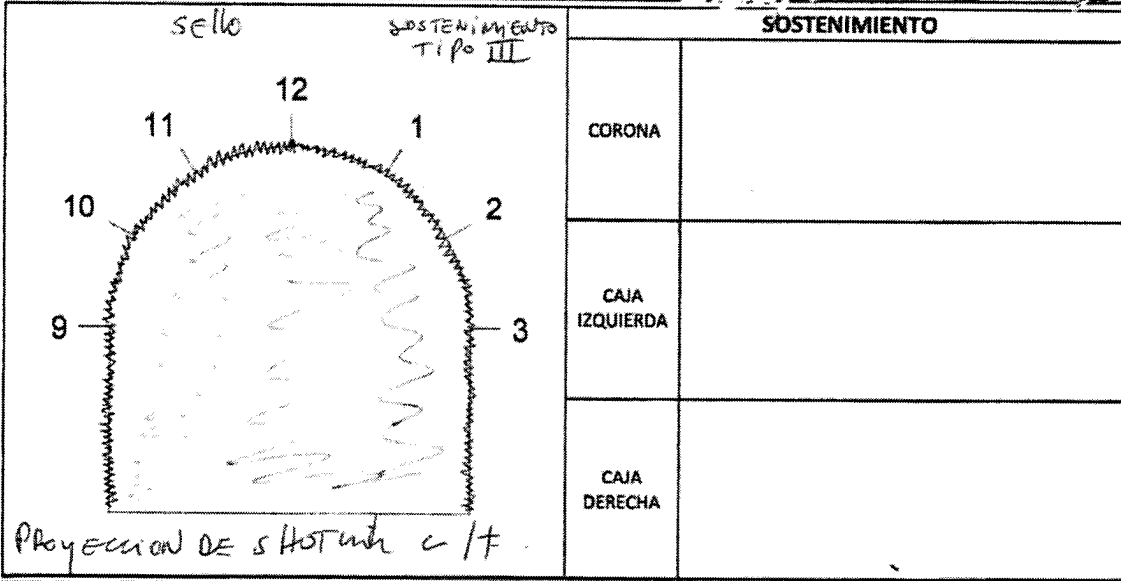 sello
SOSTENIMIENTO
TIPO III
12
11
1
10
2
9
3
PROYECCION DE SHOTCRETE c/f.
SOSTENIMIENTO
CORONA
CAJA
IZQUIERDA
CAJA
DERECHA